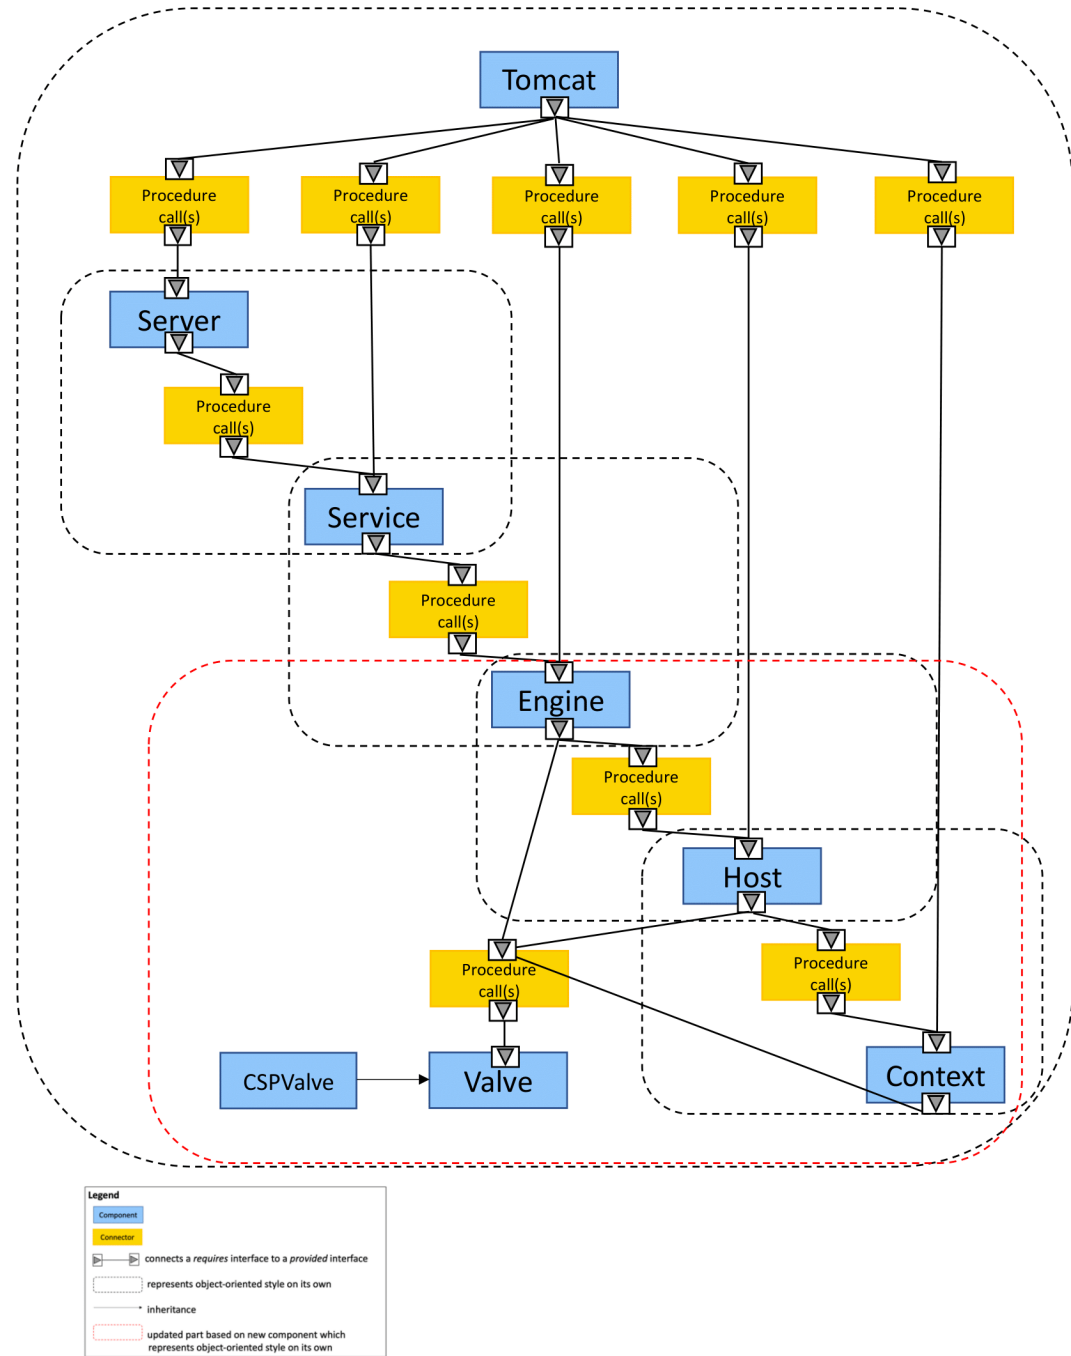 Tomcat
Procedure
call(s)
Procedure
call(s)
Procedure
call(s)
Procedure
call(s)
Procedure
call(s)
Server
Procedure
call(s)
Service
Procedure
call(s)
Engine
Procedure
call(s)
Host
Procedure
call(s)
Procedure
call(s)
CSPValve
Valve
Context
Legend
Component
Connector
connects a requires interface to a provided interface
represents object-oriented style on its own
inheritance
updated part based on new component which
represents object-oriented style on its own